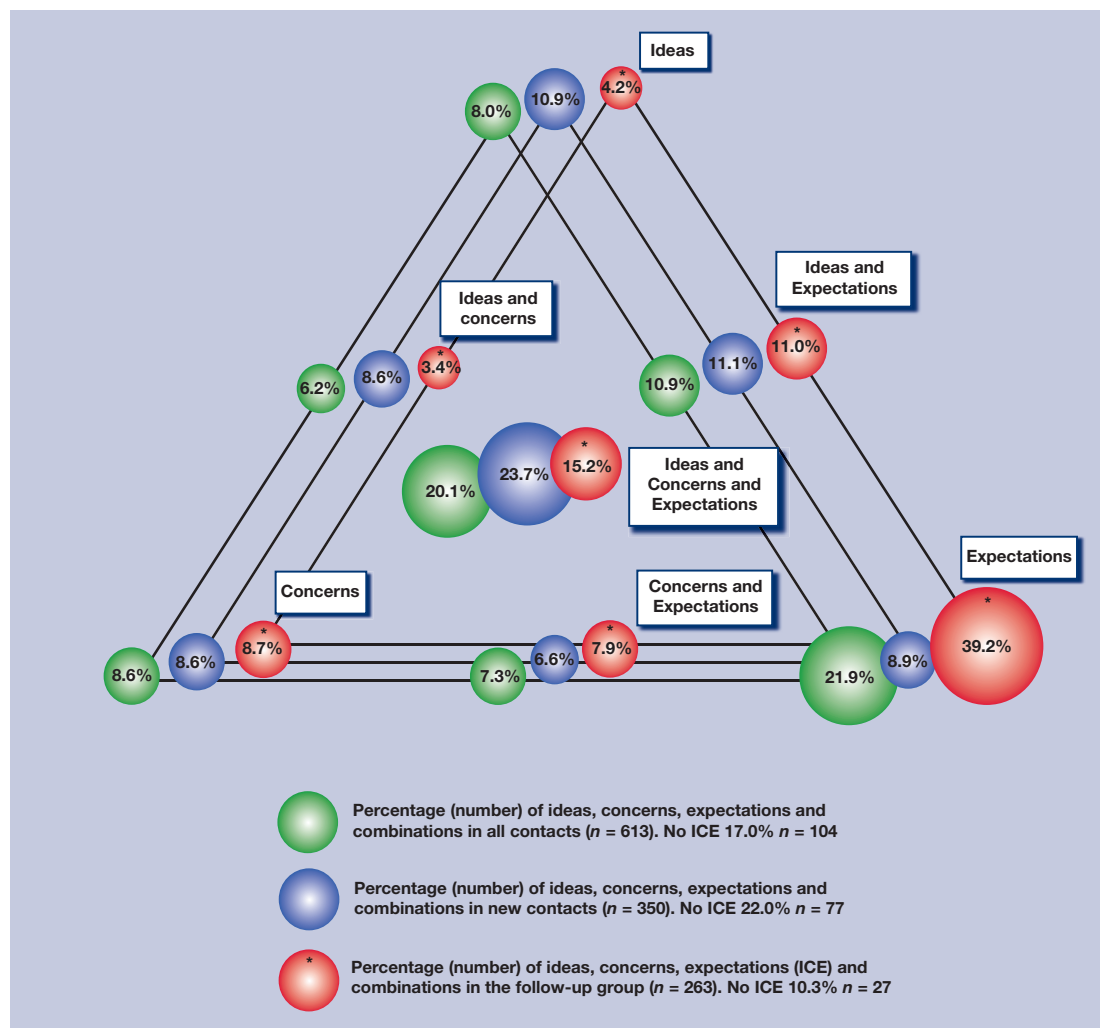 Ideas
*
4.2%
10.9%
8.0%
Ideas and
Expectations
Ideas and
concerns
*
11.0%
*
3.4%
11.1%
8.6%
10.9%
6.2%
*
15.2%
23.7%
20.1%
Ideas and
Concerns and
Expectations
Expectations
Concerns
Concerns and
Expectations
*
8.7%
8.6%
8.6%
*
7.9%
6.6%
7.3%
*
39.2%
8.9%
21.9%
Percentage (number) of ideas, concerns, expectations and
combinations in all contacts (n = 613). No ICE 17.0% n = 104
Percentage (number) of ideas, concerns, expectations and
combinations in new contacts (n = 350). No ICE 22.0% n = 77
*
Percentage (number) of ideas, concerns, expectations (ICE) and
combinations in the follow-up group (n = 263). No ICE 10.3% n = 27